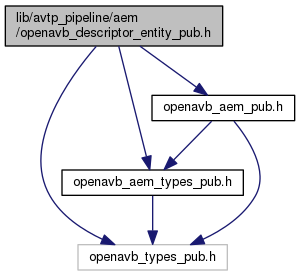 lib/avtp_pipeline/aem
/openavb_descriptor_entity_pub.h
openavb_aem_pub.h
openavb_aem_types_pub.h
openavb_types_pub.h